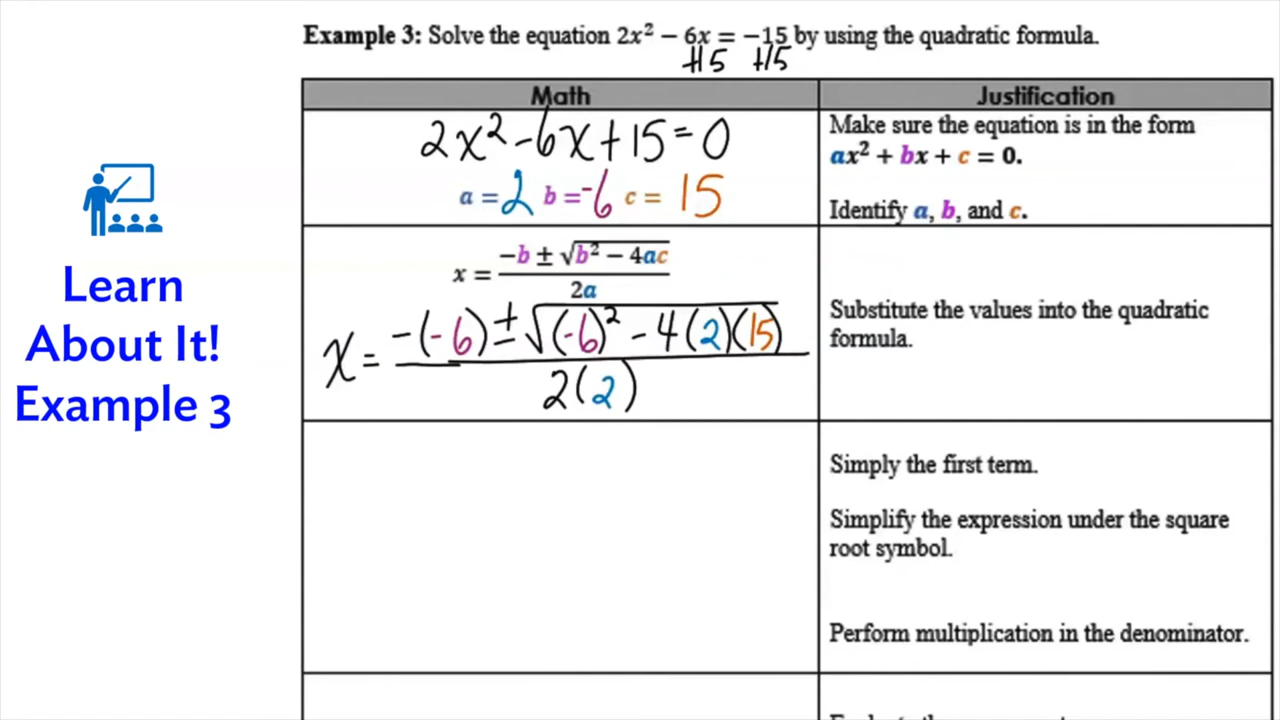 Example 3: Solve the equation 2x² − 6x = −15 by using the quadratic formula.
+15 +15
Math
Justification
2x² - 6x + 15 = 0
a = 2 b = -6 c = 15
Make sure the equation is in the form
ax² + bx + c = 0.
Identify a, b, and c.
x = (−b ± √(b² − 4ac))/(2a)
x = (-(-6) ± √((-6)² - 4(2)(15)))/(2(2))
Substitute the values into the quadratic
formula.
Simply the first term.
Simplify the expression under the square
root symbol.
Perform multiplication in the denominator.
Learn
About It!
Example 3